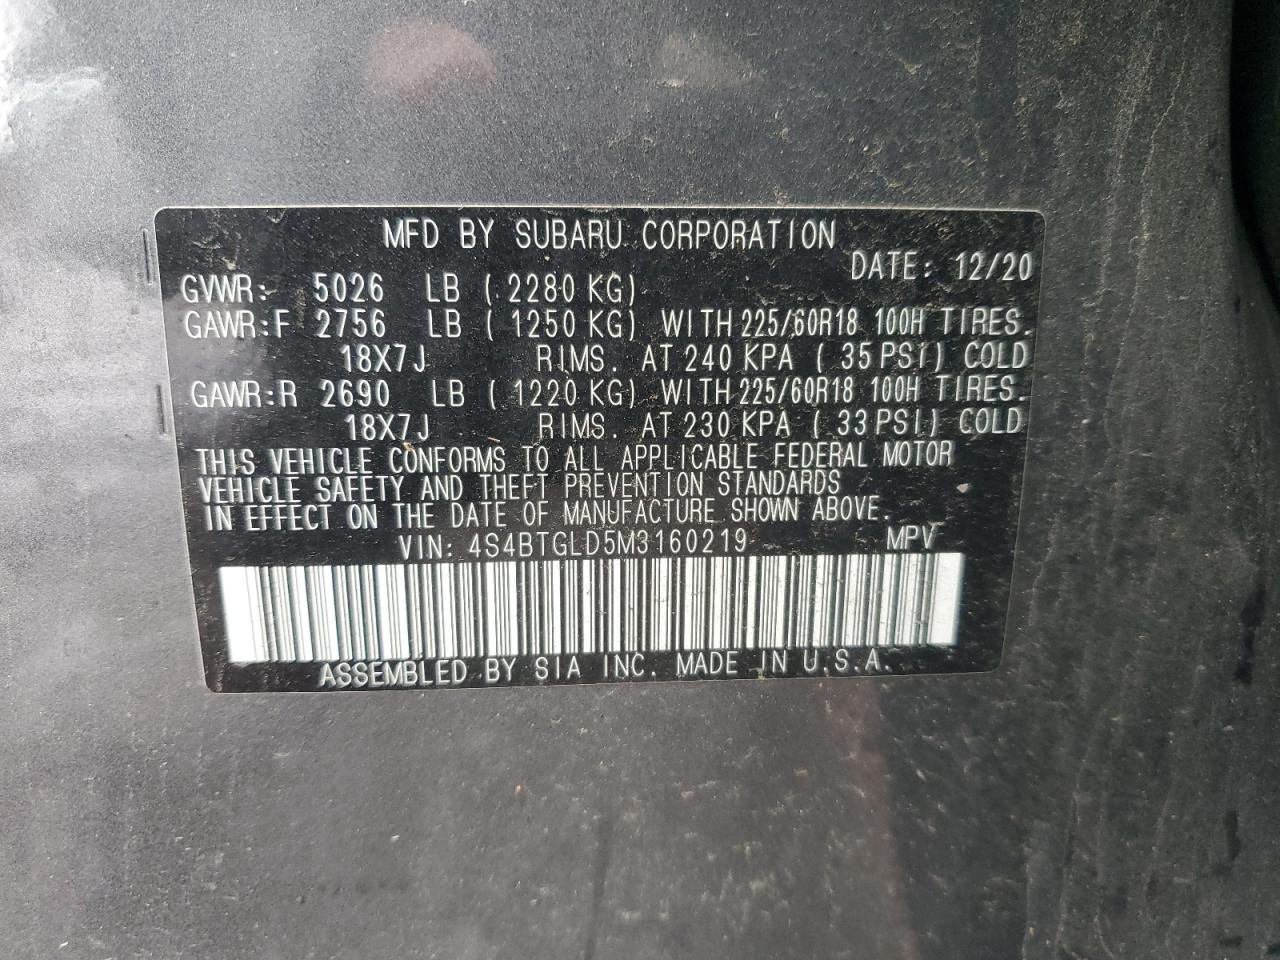 MFD BY SUBARU CORPORATION
DATE: 12/20
GVWR: 5026 LB ( 2280 KG)
GAWR:F 2756 LB ( 1250 KG) WITH 225/60R18 100H TIRES.
18X7J RIMS. AT 240 KPA ( 35 PSI) COLD
GAWR:R 2690 LB ( 1220 KG) WITH 225/60R18 100H TIRES.
18X7J RIMS. AT 230 KPA ( 33 PSI) COLD
THIS VEHICLE CONFORMS TO ALL APPLICABLE FEDERAL MOTOR
VEHICLE SAFETY AND THEFT PREVENTION STANDARDS
IN EFFECT ON THE DATE OF MANUFACTURE SHOWN ABOVE.
VIN: 4S4BTGLD5M3160219 MPV
ASSEMBLED BY SIA INC. MADE IN U.S.A.